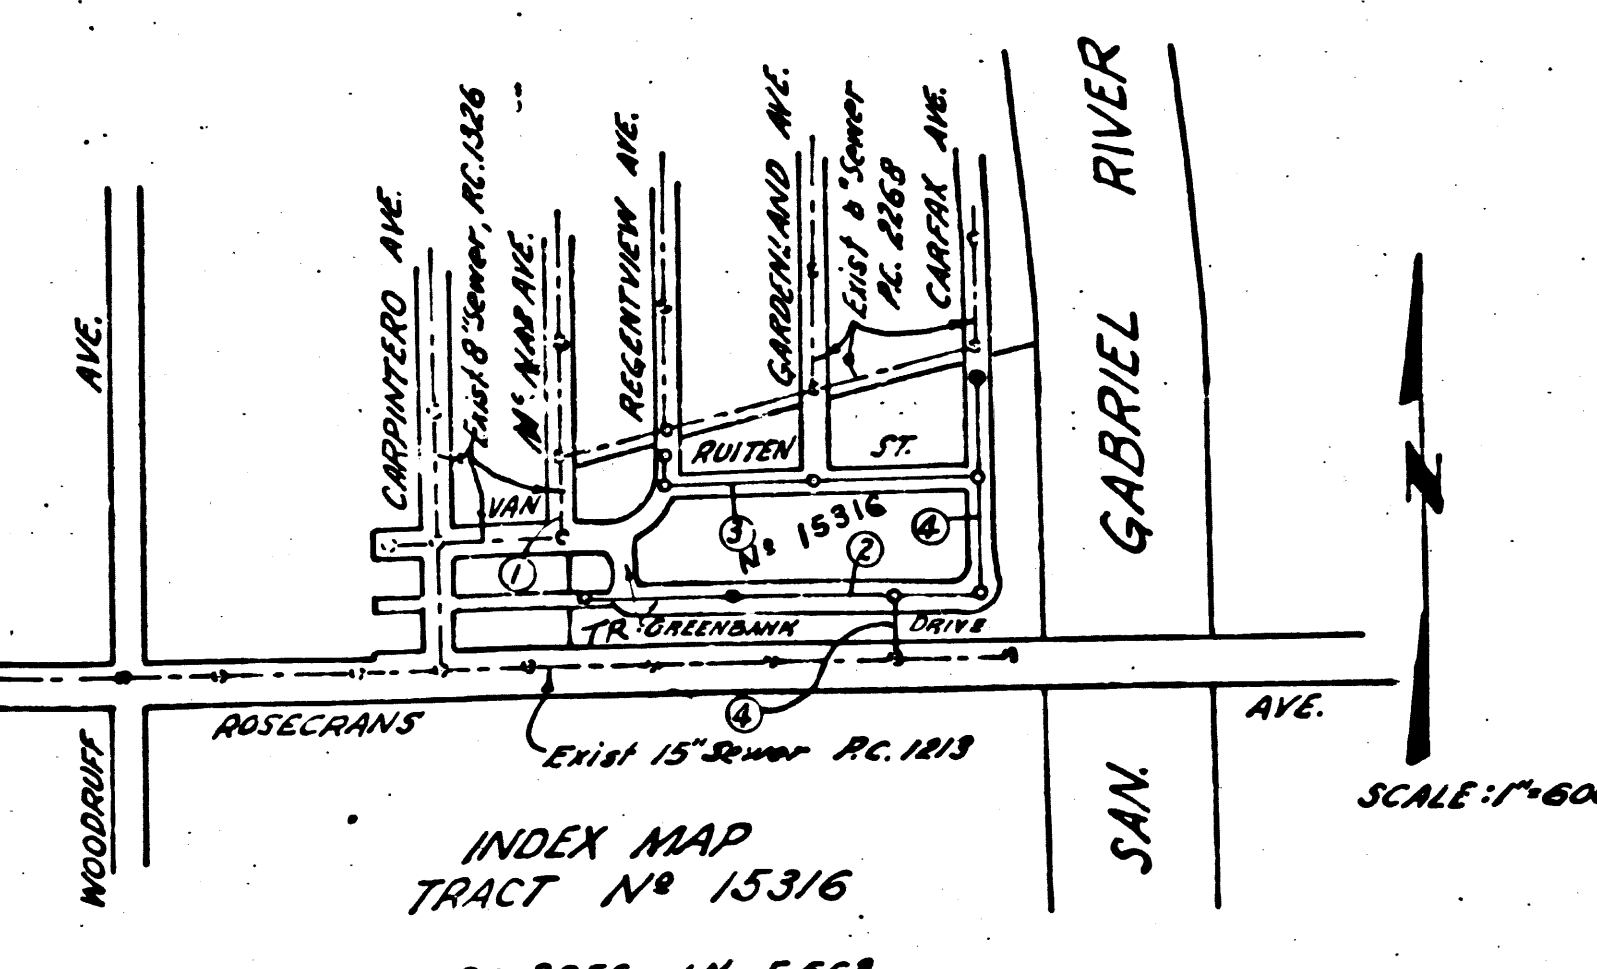 WOODRUFF AVE.
CARPINTERO AVE.
Exist 8" Sewer, P.C. 1326
Mc NAB AVE.
REGENTVIEW AVE.
GARDENLAND AVE.
Exist 8" Sewer
P.C. 2268
CARFAX AVE.
SAN. GABRIEL RIVER
RUITEN ST.
VAN
1
3
No 15316
2
4
TR. GREENBANK DRIVE
N
ROSECRANS AVE.
4
Exist 15" Sewer P.C. 1213
SCALE: 1"=60
INDEX MAP
TRACT No 15316